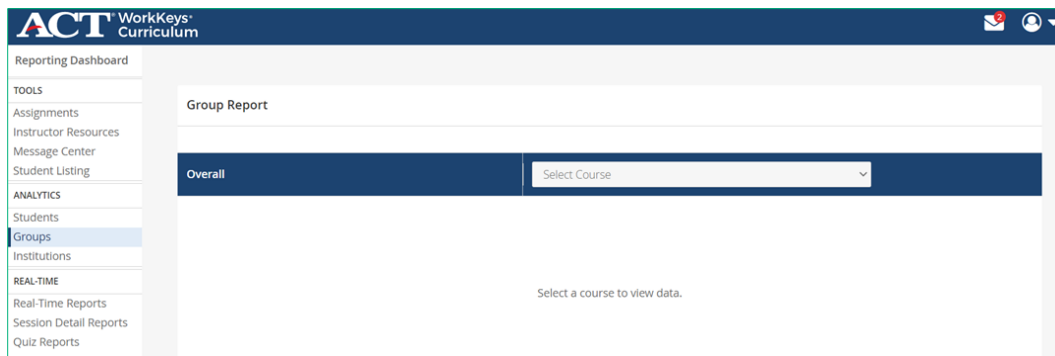 ACT® WorkKeys®
Curriculum
2
Reporting Dashboard
TOOLS
Assignments
Instructor Resources
Message Center
Student Listing
ANALYTICS
Students
Groups
Institutions
REAL-TIME
Real-Time Reports
Session Detail Reports
Quiz Reports
Group Report
Overall
Select Course
Select a course to view data.